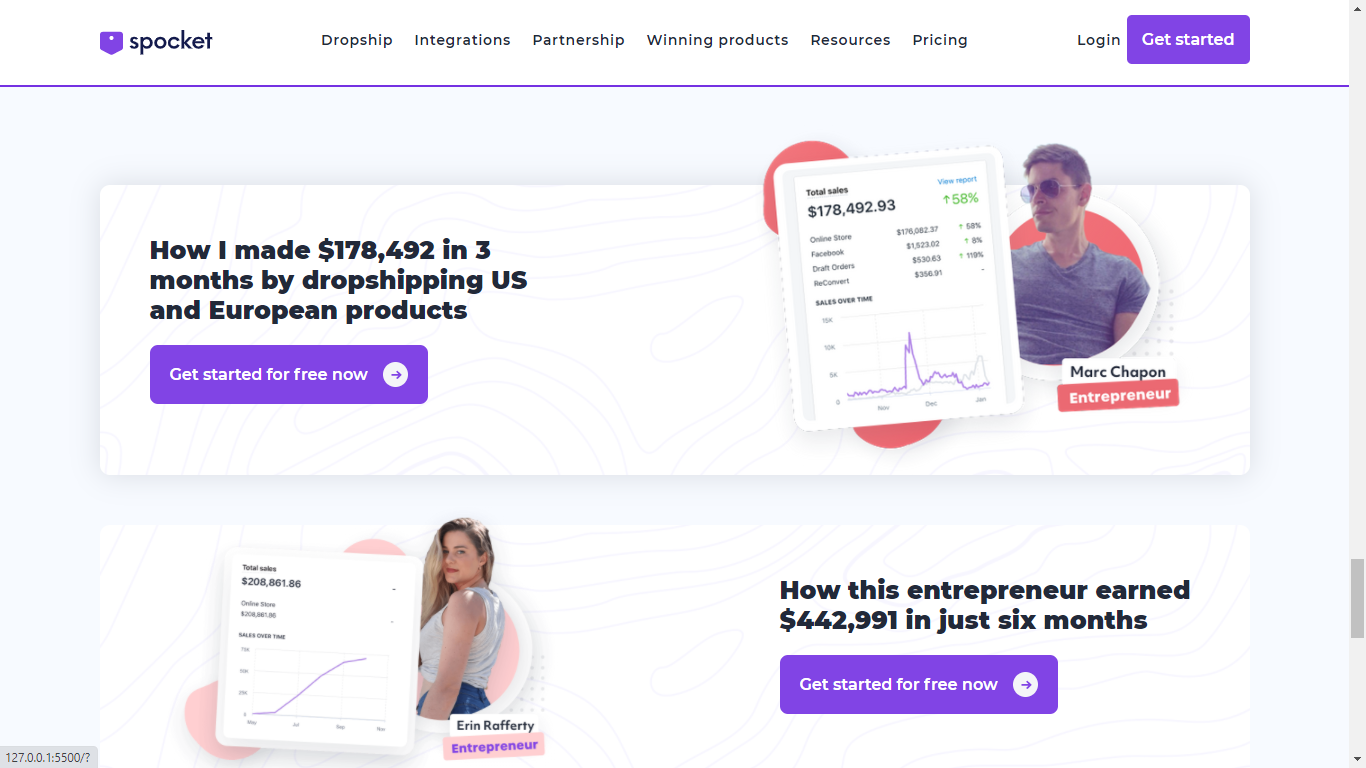 spocket
Dropship
Integrations
Partnership
Winning products
Resources
Pricing
Login
Get started
How I made $178,492 in 3
months by dropshipping US
and European products
Get started for free now
Total sales
View report
$178,492.93
↑58%
Online Store $176,082.37 ↑ 58%
Facebook $1,523.02 ↑ 8%
Draft Orders $530.63 ↑ 119%
ReConvert $356.91 -
SALES OVER TIME
15K
10K
5K
0
Nov Dec Jan
Marc Chapon
Entrepreneur
Total sales
$208,861.86 -
Online Store
$208,861.86 -
SALES OVER TIME
75K
50K
25K
0
May Jul Sep Nov
Erin Rafferty
Entrepreneur
How this entrepreneur earned
$442,991 in just six months
Get started for free now
127.0.0.1:5500/?